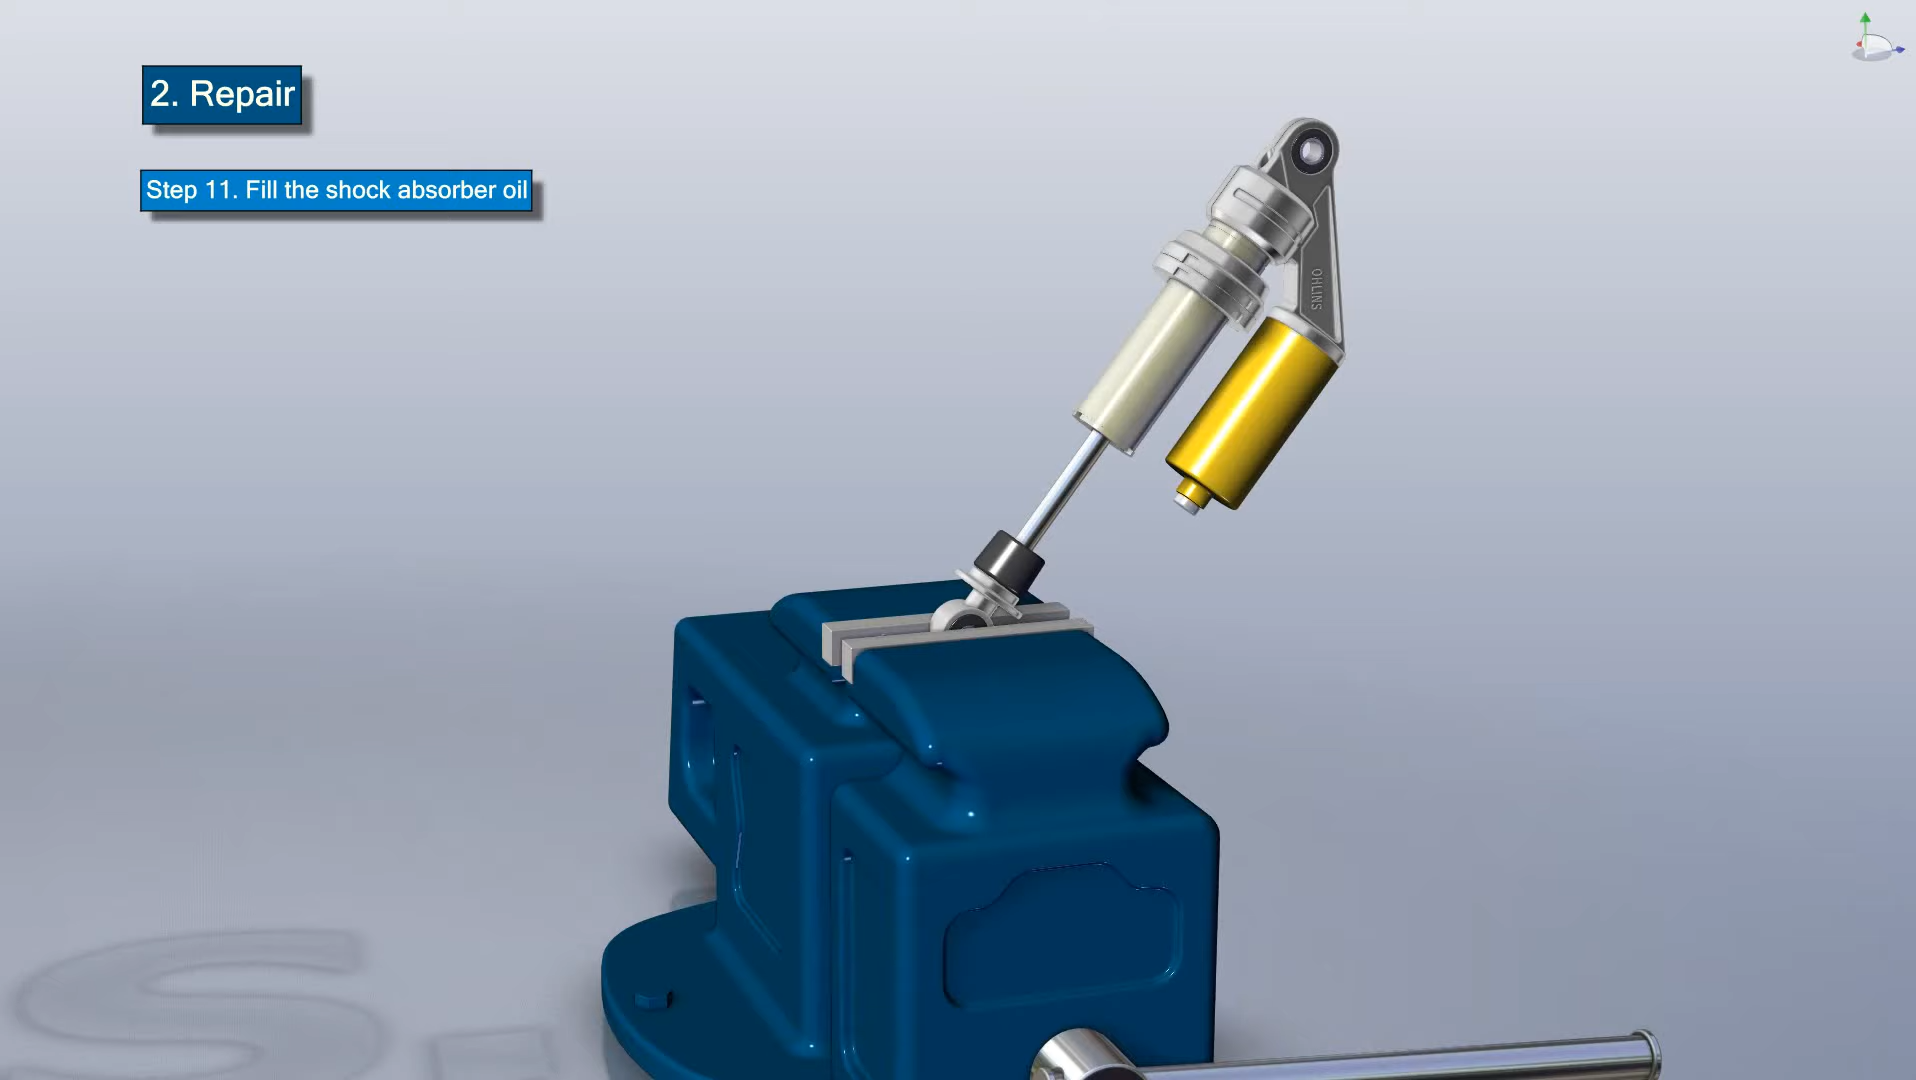 2. Repair
Step 11. Fill the shock absorber oil
OHLINS